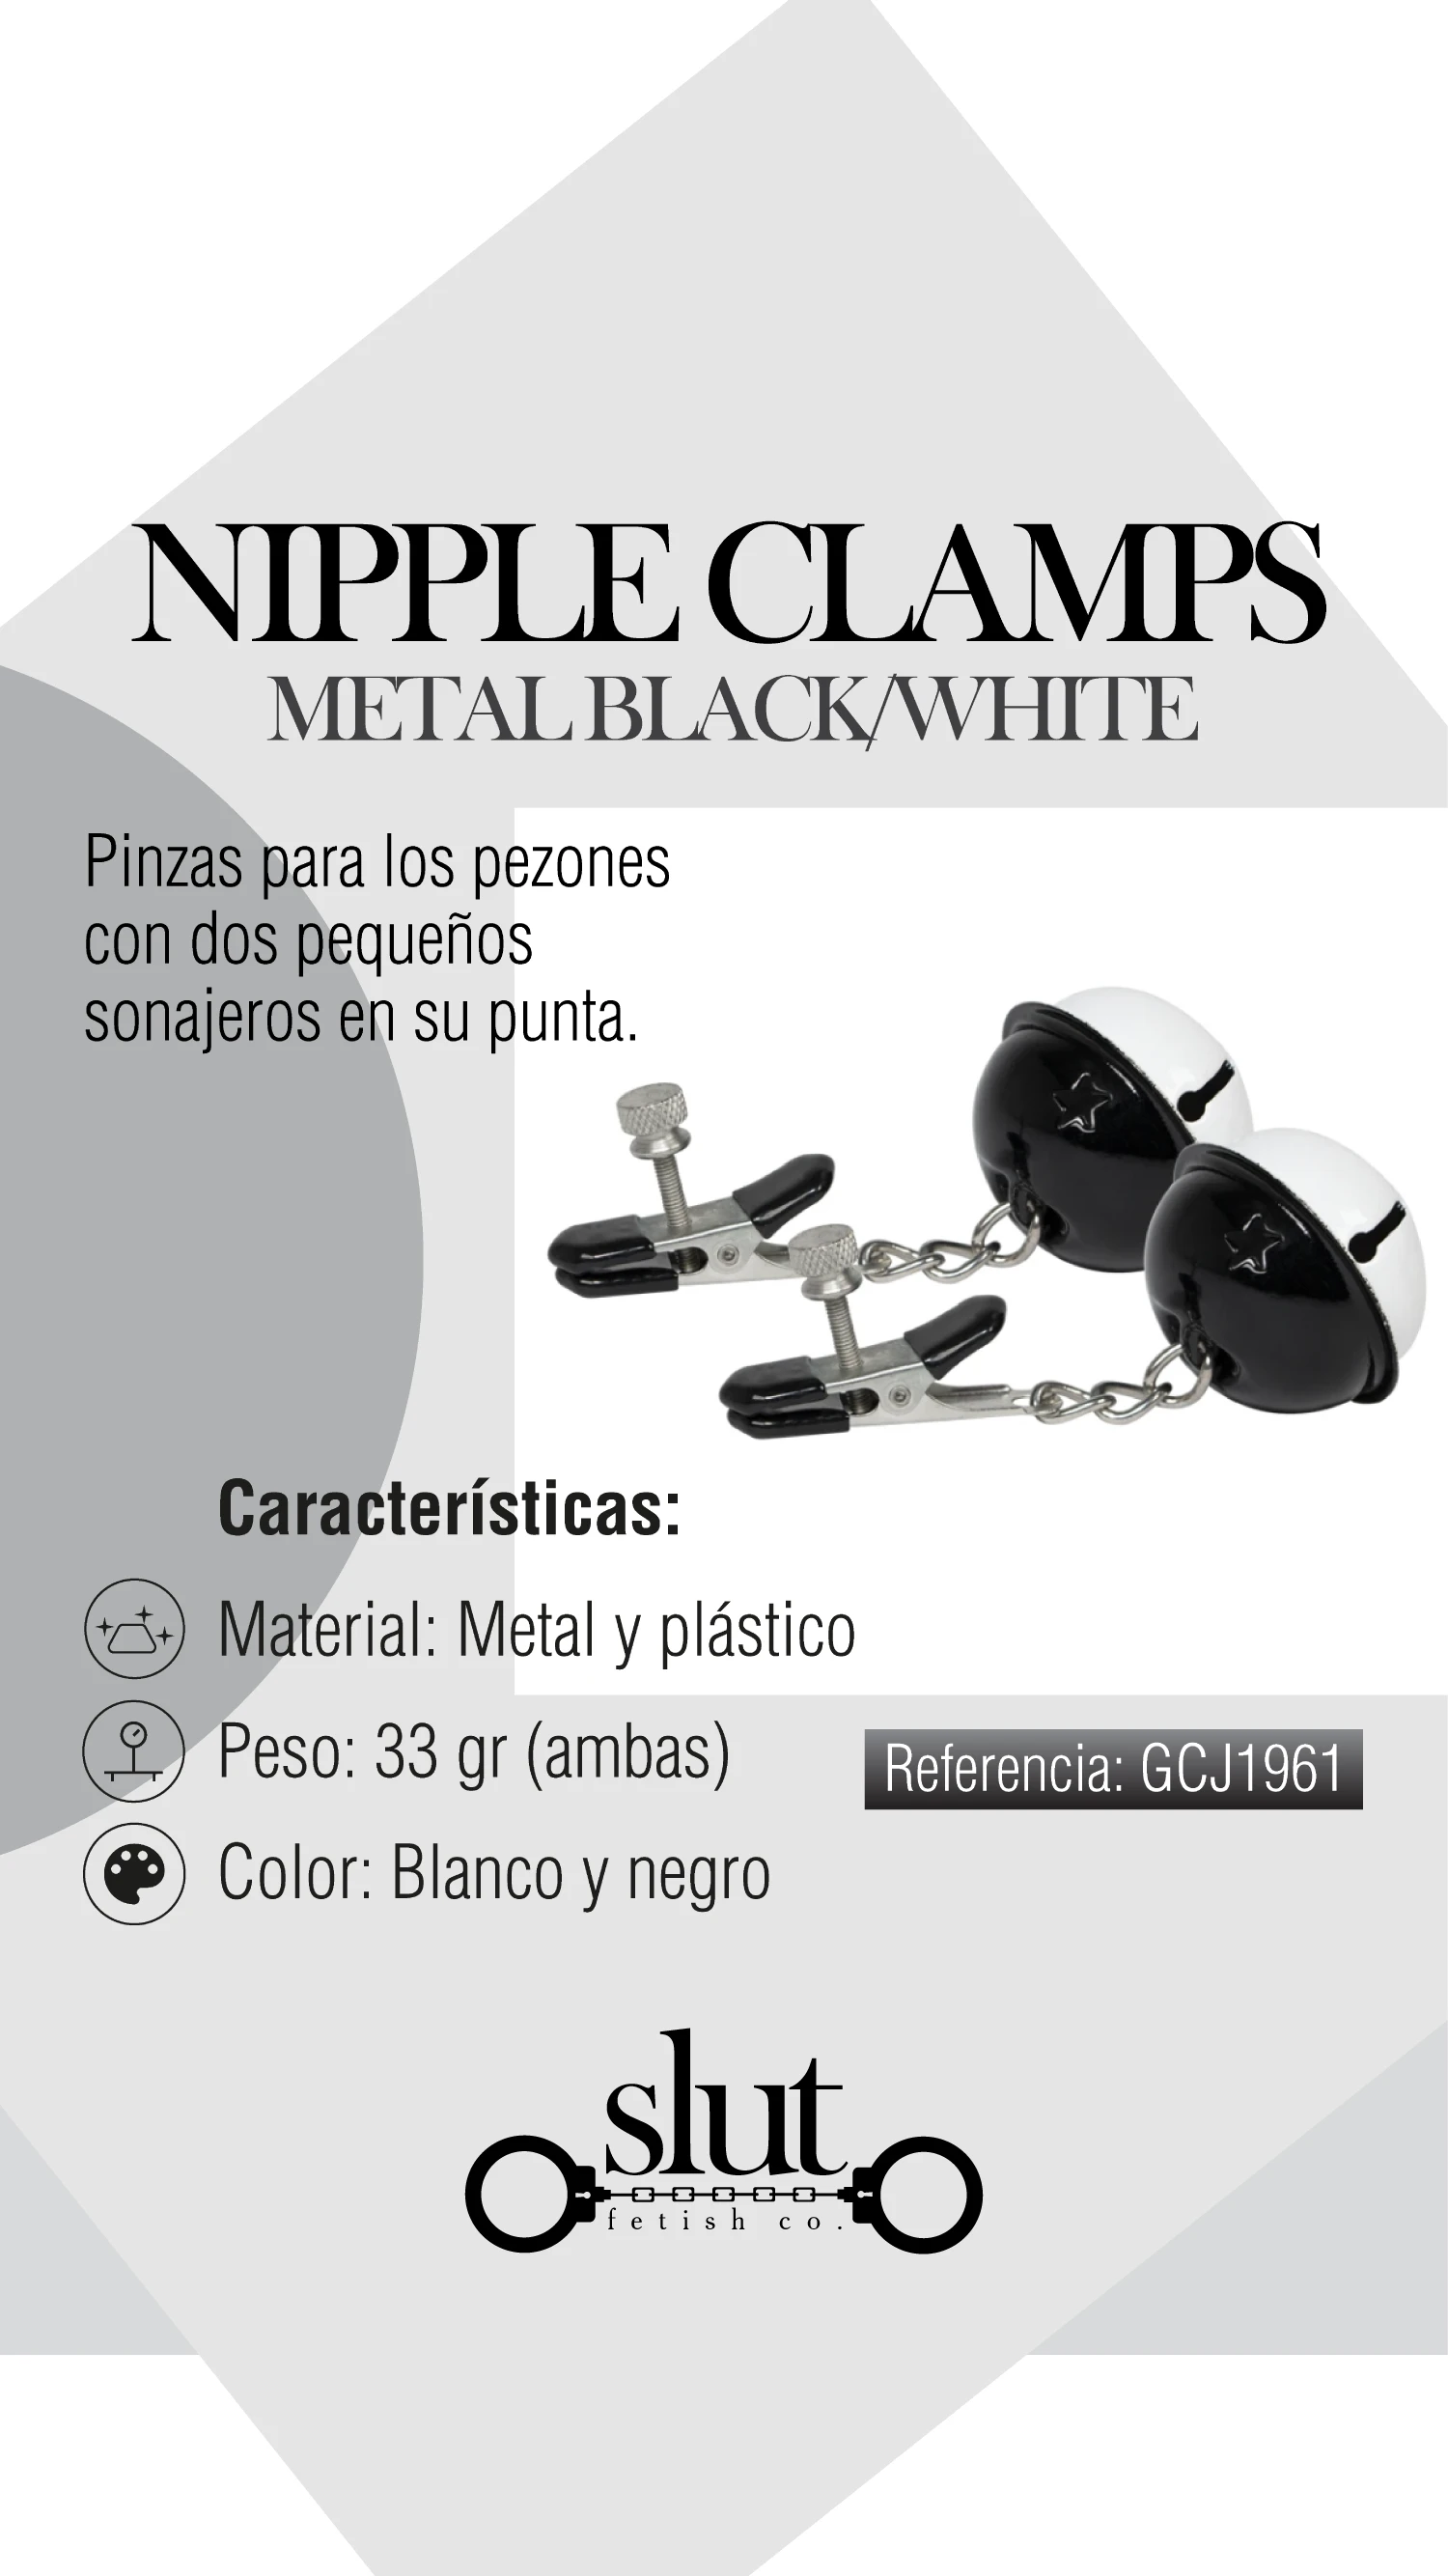 NIPPLE CLAMPS
METAL BLACK/WHITE
Pinzas para los pezones
con dos pequeños
sonajeros en su punta.
Características:
Material: Metal y plástico
Peso: 33 gr (ambas)
Referencia: GCJ1961
Color: Blanco y negro
slut
fetish co.